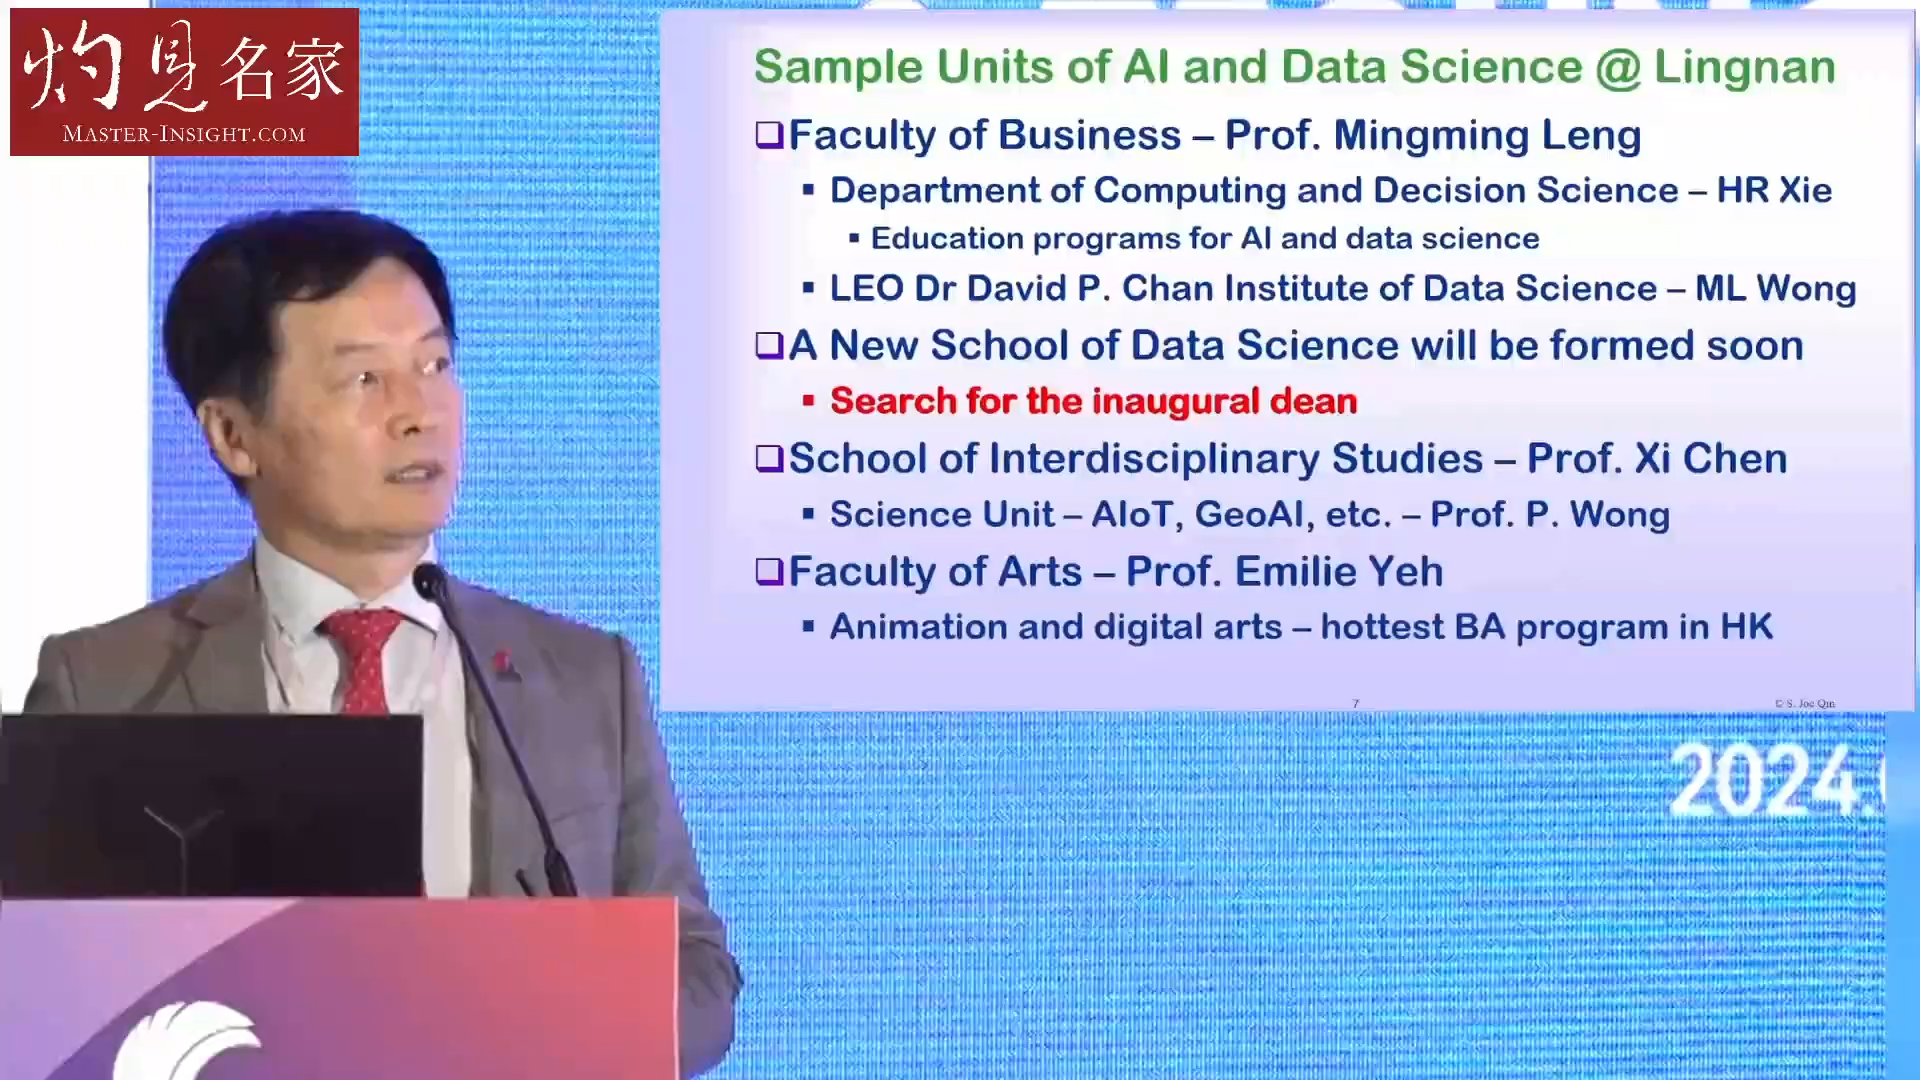 灼見名家
MASTER-INSIGHT.COM
Sample Units of AI and Data Science @ Lingnan
Faculty of Business – Prof. Mingming Leng
Department of Computing and Decision Science – HR Xie
Education programs for AI and data science
LEO Dr David P. Chan Institute of Data Science – ML Wong
A New School of Data Science will be formed soon
Search for the inaugural dean
School of Interdisciplinary Studies – Prof. Xi Chen
Science Unit – AIoT, GeoAI, etc. – Prof. P. Wong
Faculty of Arts – Prof. Emilie Yeh
Animation and digital arts – hottest BA program in HK
7
© S. Joe Qin
2024.